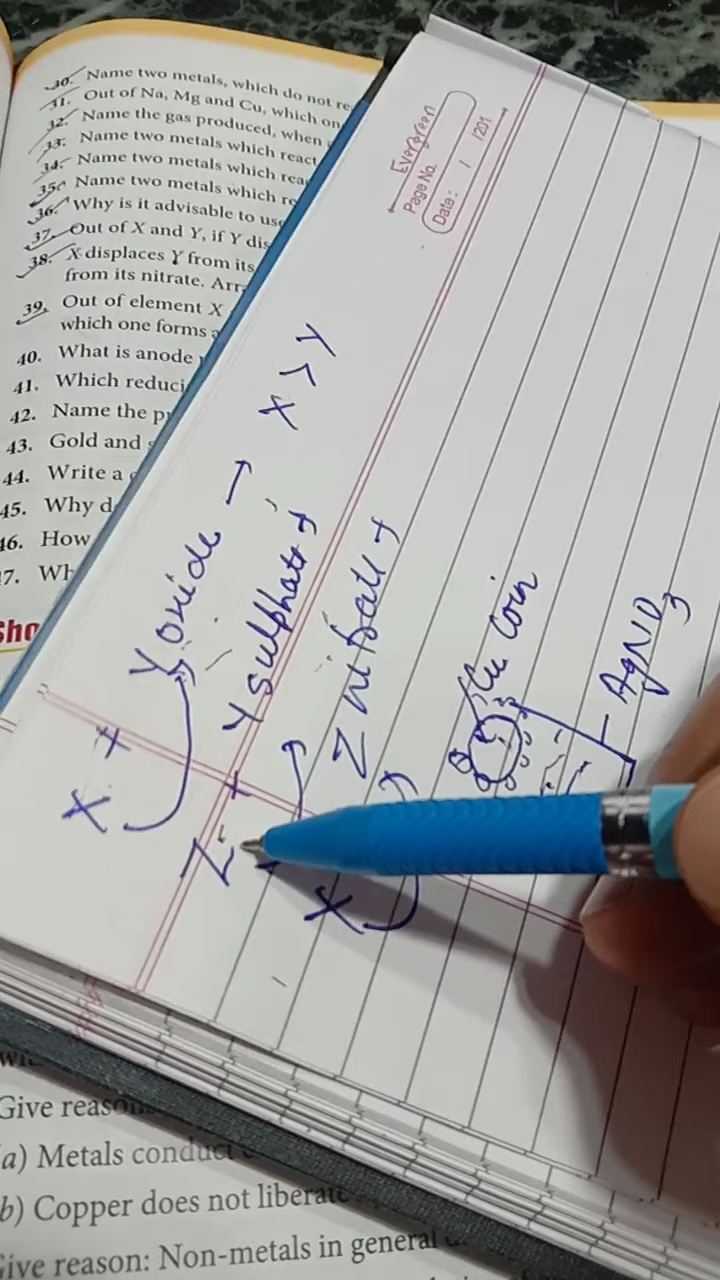 30. Name two metals, which do not re
31. Out of Na, Mg and Cu, which on
32. Name the gas produced, when
33. Name two metals which react
34. Name two metals which rea
35. Name two metals which re
36. Why is it advisable to use
37. Out of X and Y, if Y dis
38. X displaces Y from its
from its nitrate. Arr
39. Out of element X
which one forms a
40. What is anode
41. Which reduci
42. Name the p
43. Gold and
44. Write a
45. Why d
46. How
47. Wh
Sho
Evergreen
Page No.
Date: / /201
X + Y oxide → X > Y
Z + Y sulphate +
X Z nitrate +
Coin
AgNO3
Give reason
a) Metals conduct
b) Copper does not liberate
Give reason: Non-metals in general